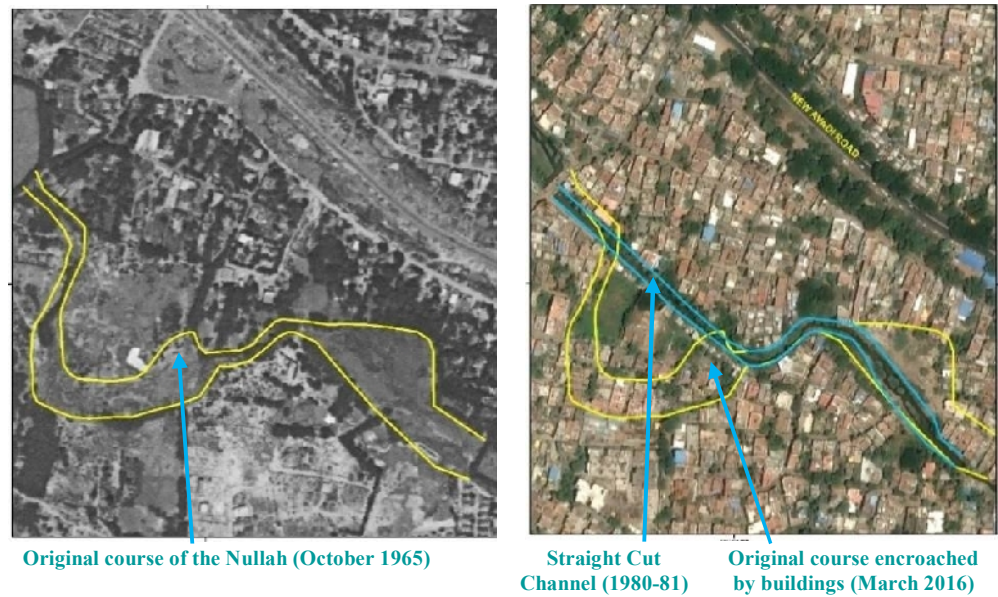 NEW AVADI ROAD
Original course of the Nullah (October 1965)
Straight Cut
Channel (1980-81)
Original course encroached
by buildings (March 2016)